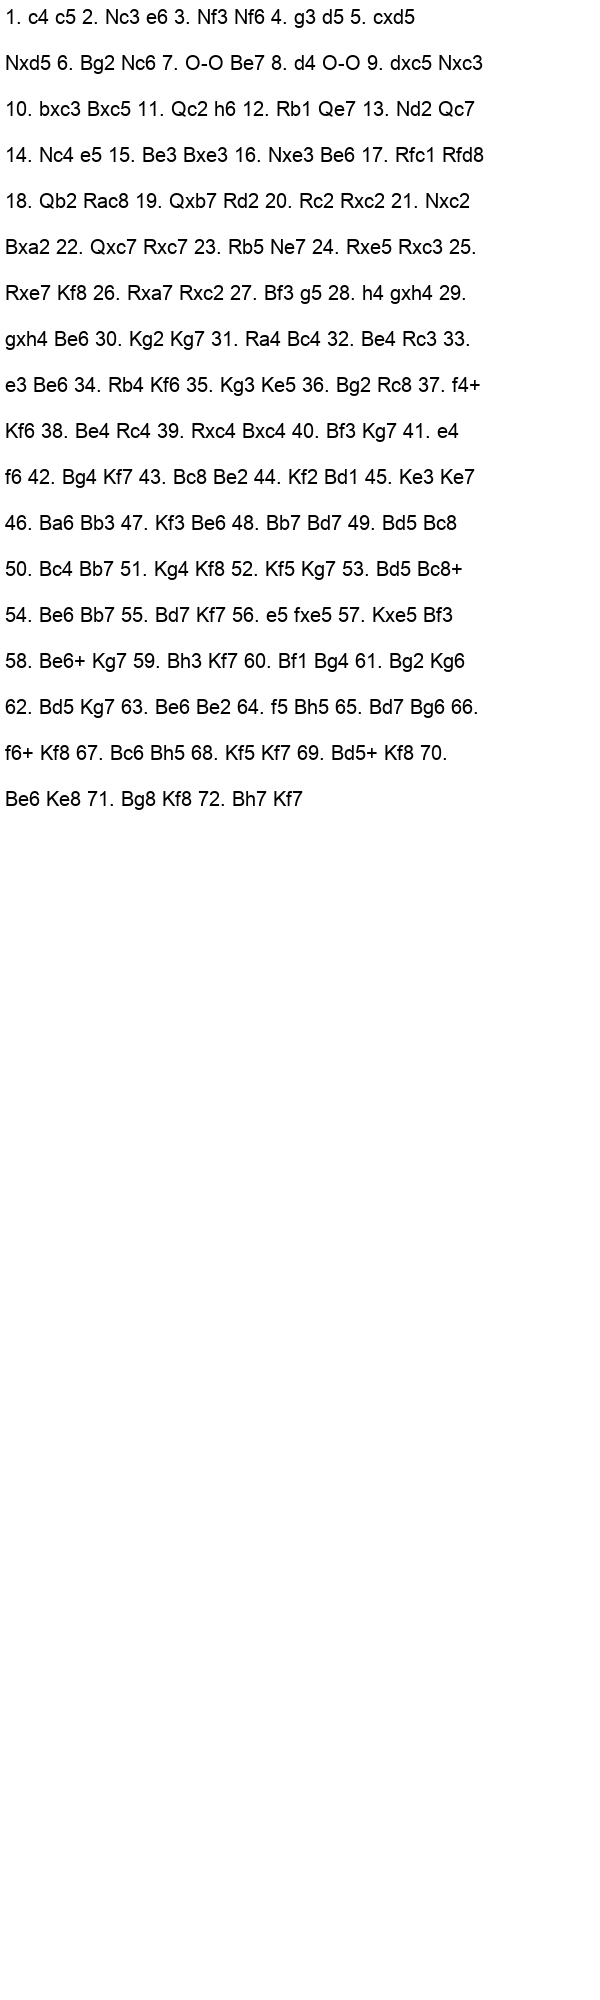 1. c4 c5 2. Nc3 e6 3. Nf3 Nf6 4. g3 d5 5. cxd5
Nxd5 6. Bg2 Nc6 7. O-O Be7 8. d4 O-O 9. dxc5 Nxc3
10. bxc3 Bxc5 11. Qc2 h6 12. Rb1 Qe7 13. Nd2 Qc7
14. Nc4 e5 15. Be3 Bxe3 16. Nxe3 Be6 17. Rfc1 Rfd8
18. Qb2 Rac8 19. Qxb7 Rd2 20. Rc2 Rxc2 21. Nxc2
Bxa2 22. Qxc7 Rxc7 23. Rb5 Ne7 24. Rxe5 Rxc3 25.
Rxe7 Kf8 26. Rxa7 Rxc2 27. Bf3 g5 28. h4 gxh4 29.
gxh4 Be6 30. Kg2 Kg7 31. Ra4 Bc4 32. Be4 Rc3 33.
e3 Be6 34. Rb4 Kf6 35. Kg3 Ke5 36. Bg2 Rc8 37. f4+
Kf6 38. Be4 Rc4 39. Rxc4 Bxc4 40. Bf3 Kg7 41. e4
f6 42. Bg4 Kf7 43. Bc8 Be2 44. Kf2 Bd1 45. Ke3 Ke7
46. Ba6 Bb3 47. Kf3 Be6 48. Bb7 Bd7 49. Bd5 Bc8
50. Bc4 Bb7 51. Kg4 Kf8 52. Kf5 Kg7 53. Bd5 Bc8+
54. Be6 Bb7 55. Bd7 Kf7 56. e5 fxe5 57. Kxe5 Bf3
58. Be6+ Kg7 59. Bh3 Kf7 60. Bf1 Bg4 61. Bg2 Kg6
62. Bd5 Kg7 63. Be6 Be2 64. f5 Bh5 65. Bd7 Bg6 66.
f6+ Kf8 67. Bc6 Bh5 68. Kf5 Kf7 69. Bd5+ Kf8 70.
Be6 Ke8 71. Bg8 Kf8 72. Bh7 Kf7